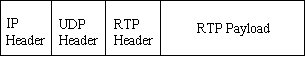 IP
Header
UDP
Header
RTP
Header
RTP Payload